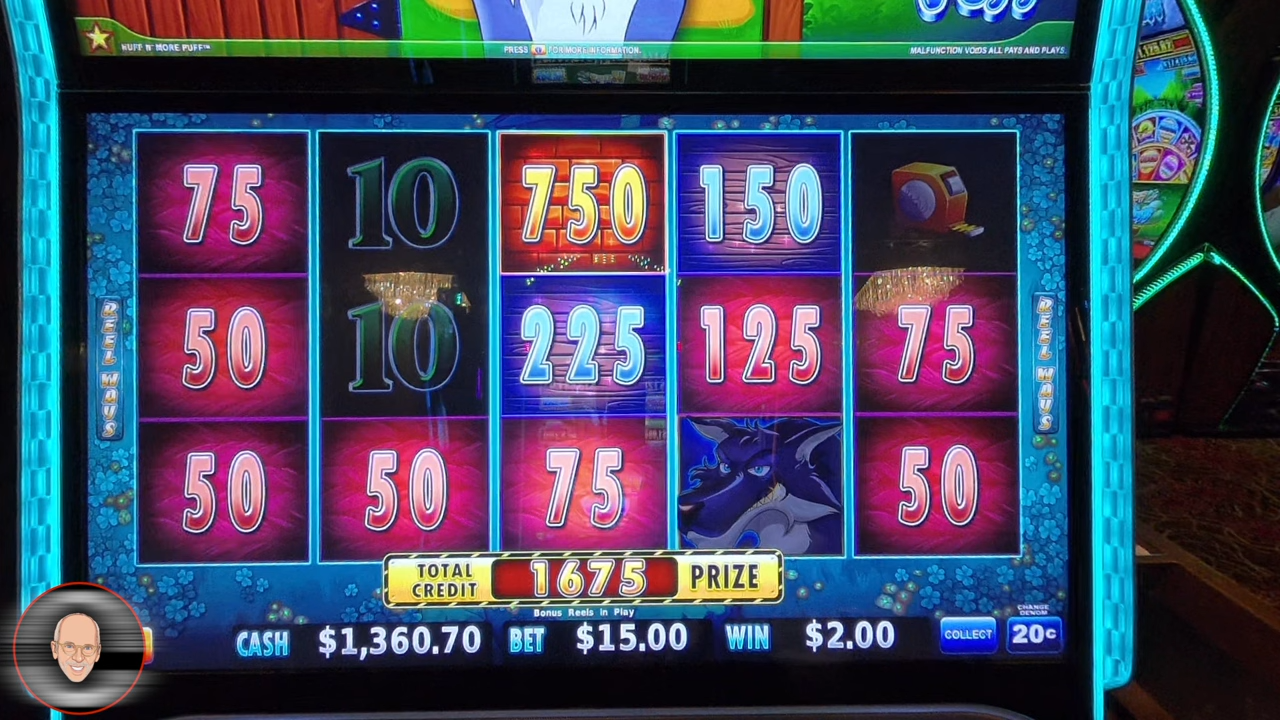 HUFF N' MORE PUFF™
PRESS FOR MORE INFORMATION.
MALFUNCTION VOIDS ALL PAYS AND PLAYS.
75 10 750 150
50 10 225 125 75
50 50 75 50
REEL WAYS
REEL WAYS
TOTAL CREDIT 1675 PRIZE
Bonus Reels in Play
CASH $1,360.70 BET $15.00 WIN $2.00
COLLECT
CHANGE DENOM
20¢